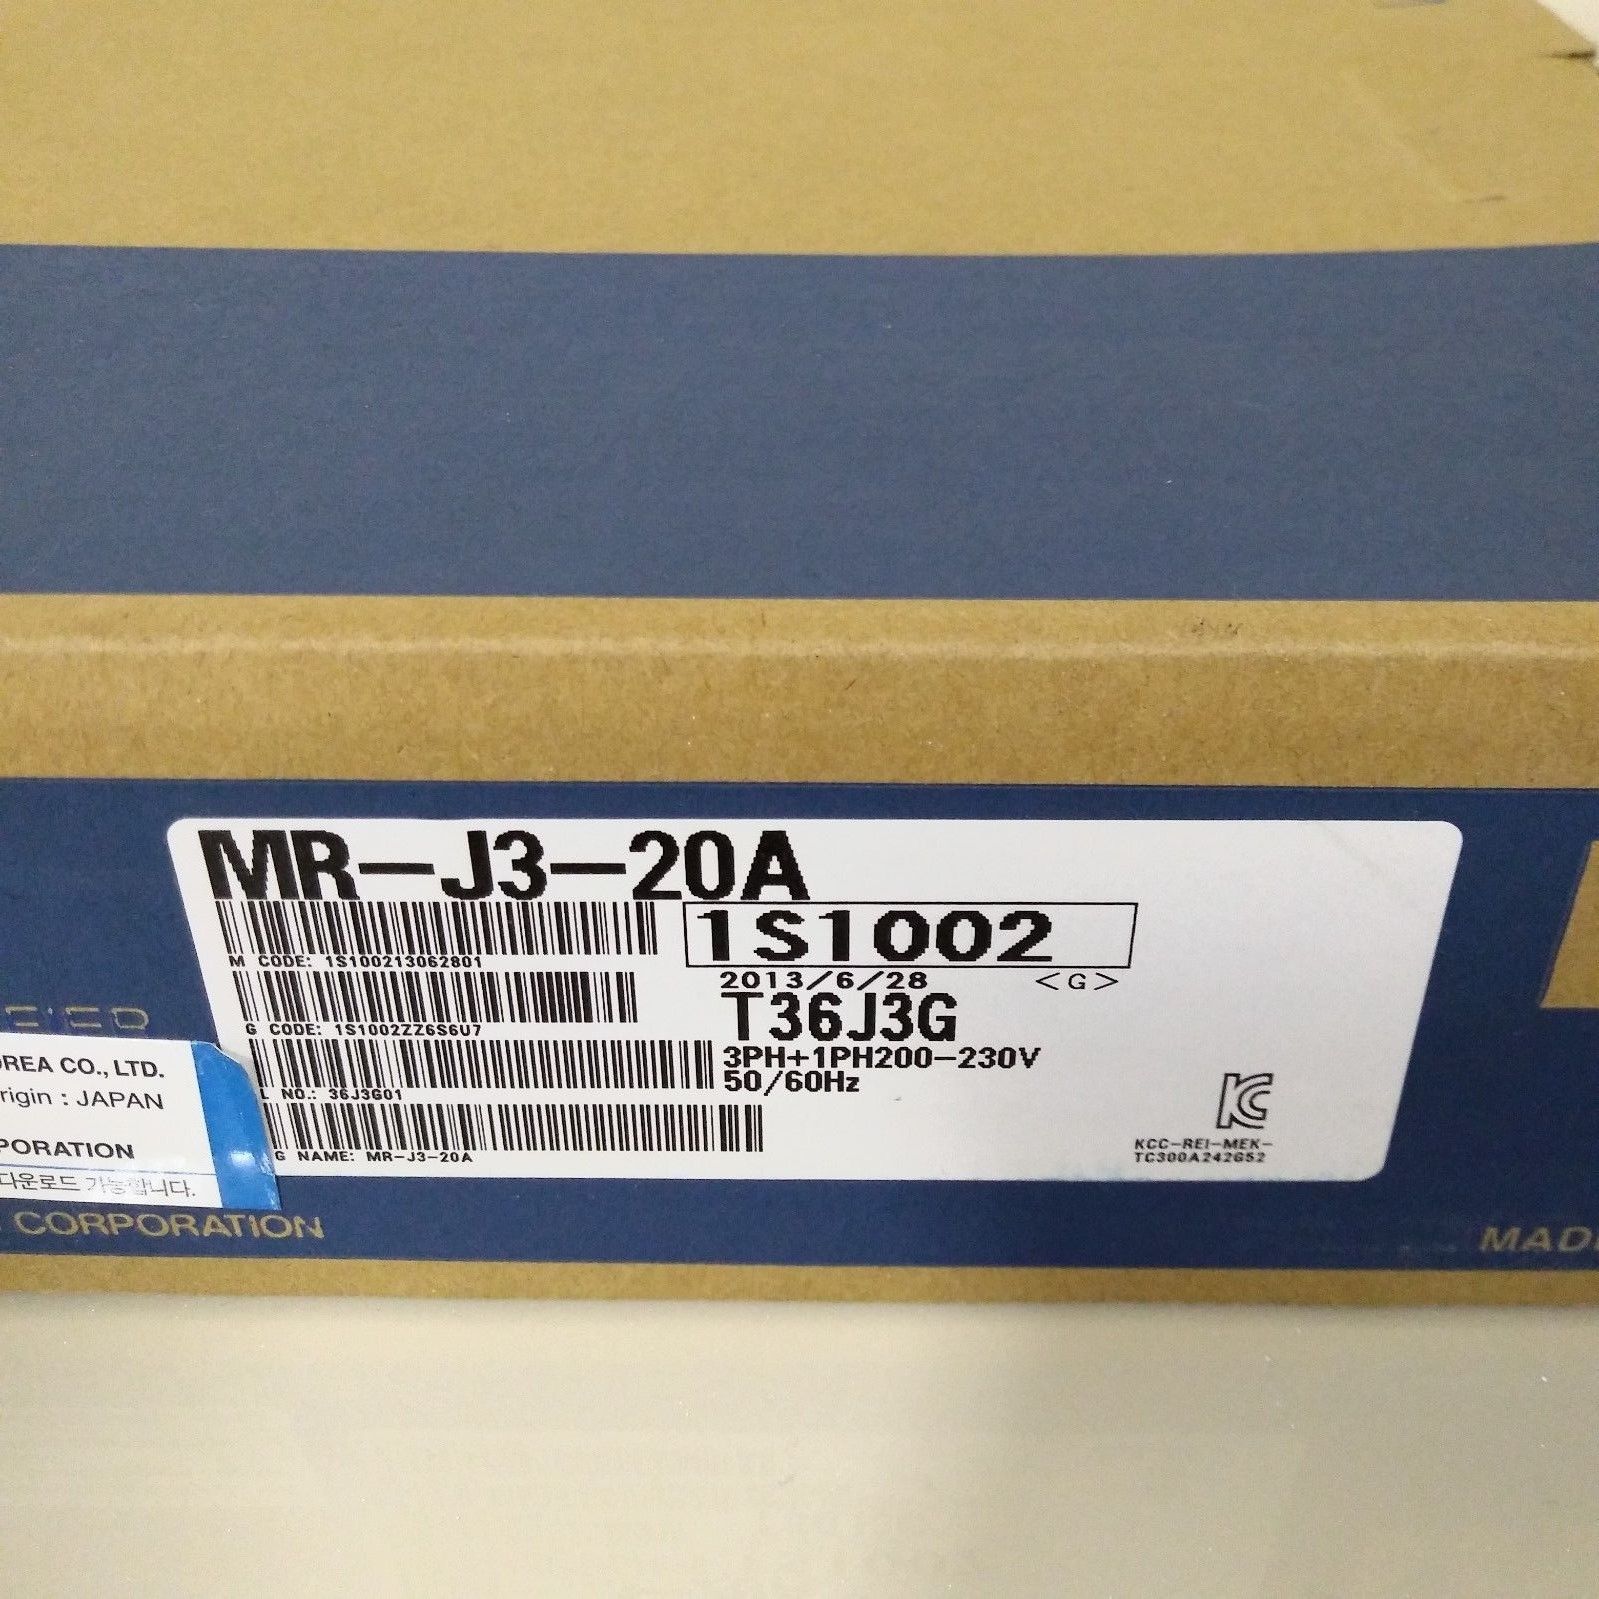 MR-J3-20A
1S1002
M CODE: 1S100213062801
2013/6/28 <G>
T36J3G
G CODE: 1S1002ZZ6S6U7
3PH+1PH200-230V
50/60Hz
L NO.: 36J3G01
G NAME: MR-J3-20A
KC
KCC-REI-MEK-
TC300A242G52
OREA CO., LTD.
rigin : JAPAN
PORATION
다운로드 가능합니다.
CORPORATION
MADE